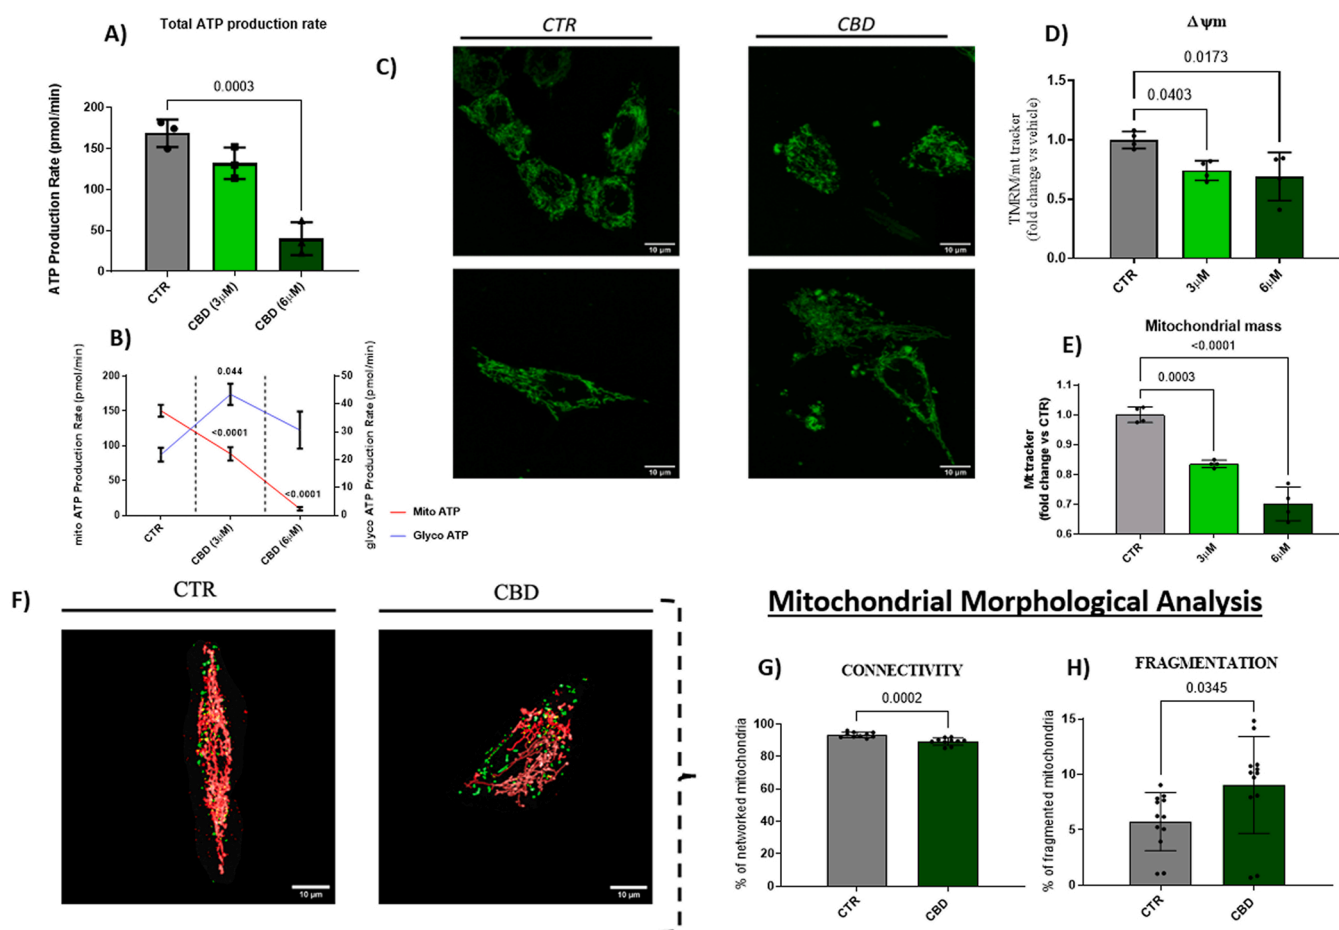 A)
Total ATP production rate
0.0003
ATP Production Rate (pmol/min)
200
150
100
50
0
CTR
CBD (3µM)
CBD (6µM)
B)
mito ATP Production Rate (pmol/min)
200
150
100
50
0
0.044
<0.0001
<0.0001
50
40
30
20
10
0
glyco ATP Production Rate (pmol/min)
CTR
CBD (3µM)
CBD (6µM)
Mito ATP
Glyco ATP
C)
CTR
CBD
10 µm
10 µm
10 µm
10 µm
D)
Δψm
0.0173
0.0403
TMRM/mt tracker
(fold change vs vehicle)
1.5
1.0
0.5
0.0
CTR
3µM
6µM
E)
Mitochondrial mass
<0.0001
0.0003
Mt tracker
(fold change vs CTR)
1.1
1.0
0.9
0.8
0.7
0.6
CTR
3µM
6µM
F)
CTR
CBD
10 µm
10 µm
Mitochondrial Morphological Analysis
G)
CONNECTIVITY
0.0002
% of networked mitochondria
100
80
60
40
20
0
CTR
CBD
H)
FRAGMENTATION
0.0345
% of fragmented mitochondria
15
10
5
0
CTR
CBD